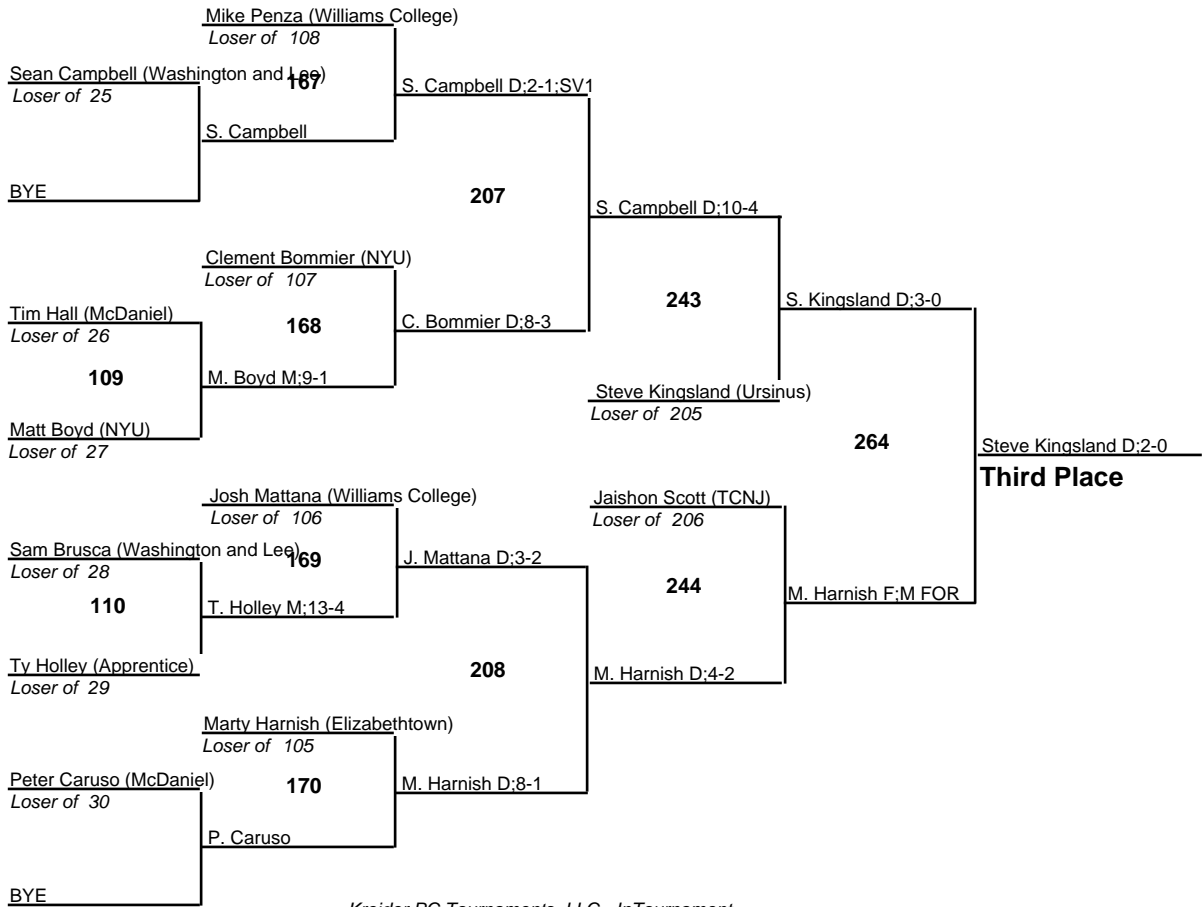 Mike Penza (Williams College)
Loser of 108
Sean Campbell (Washington and Lee)
Loser of 25
167
S. Campbell D;2-1;SV1
S. Campbell
BYE
207
S. Campbell D;10-4
Clement Bommier (NYU)
Loser of 107
Tim Hall (McDaniel)
Loser of 26
168
C. Bommier D;8-3
243
S. Kingsland D;3-0
109
M. Boyd M;9-1
Steve Kingsland (Ursinus)
Loser of 205
Matt Boyd (NYU)
Loser of 27
264
Steve Kingsland D;2-0
Third Place
Josh Mattana (Williams College)
Loser of 106
Jaishon Scott (TCNJ)
Loser of 206
Sam Brusca (Washington and Lee)
Loser of 28
169
J. Mattana D;3-2
244
M. Harnish F;M FOR
110
T. Holley M;13-4
Ty Holley (Apprentice)
Loser of 29
208
M. Harnish D;4-2
Marty Harnish (Elizabethtown)
Loser of 105
Peter Caruso (McDaniel)
Loser of 30
170
M. Harnish D;8-1
P. Caruso
BYE